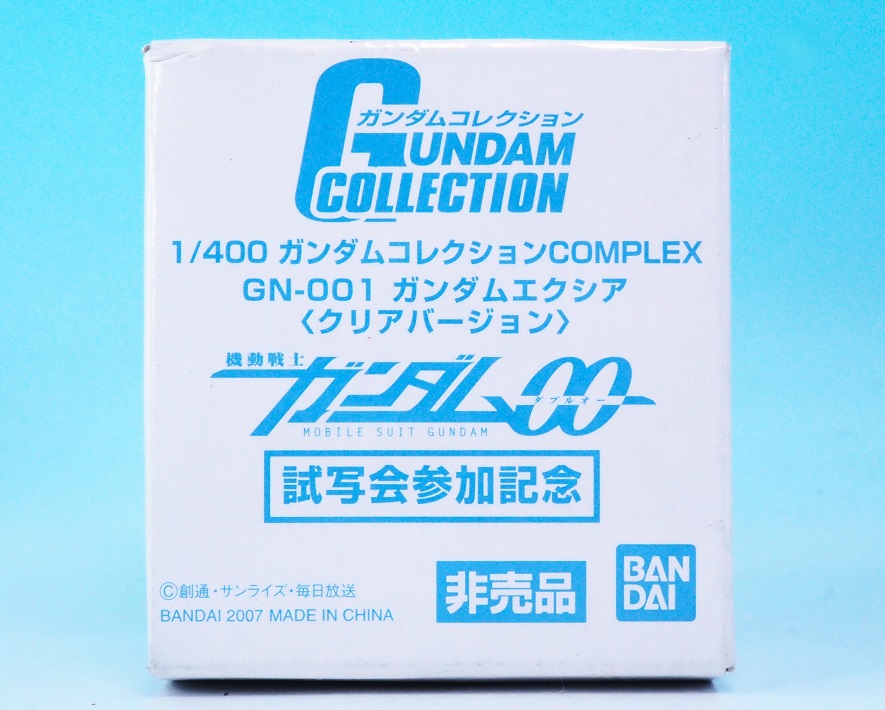 ガンダムコレクション
GUNDAM
COLLECTION
1/400 ガンダムコレクションCOMPLEX
GN-001 ガンダムエクシア
〈クリアバージョン〉
機動戦士
ガンダム00
ダブルオー
MOBILE SUIT GUNDAM
試写会参加記念
©創通・サンライズ・毎日放送
BANDAI 2007 MADE IN CHINA
非売品
BAN
DAI